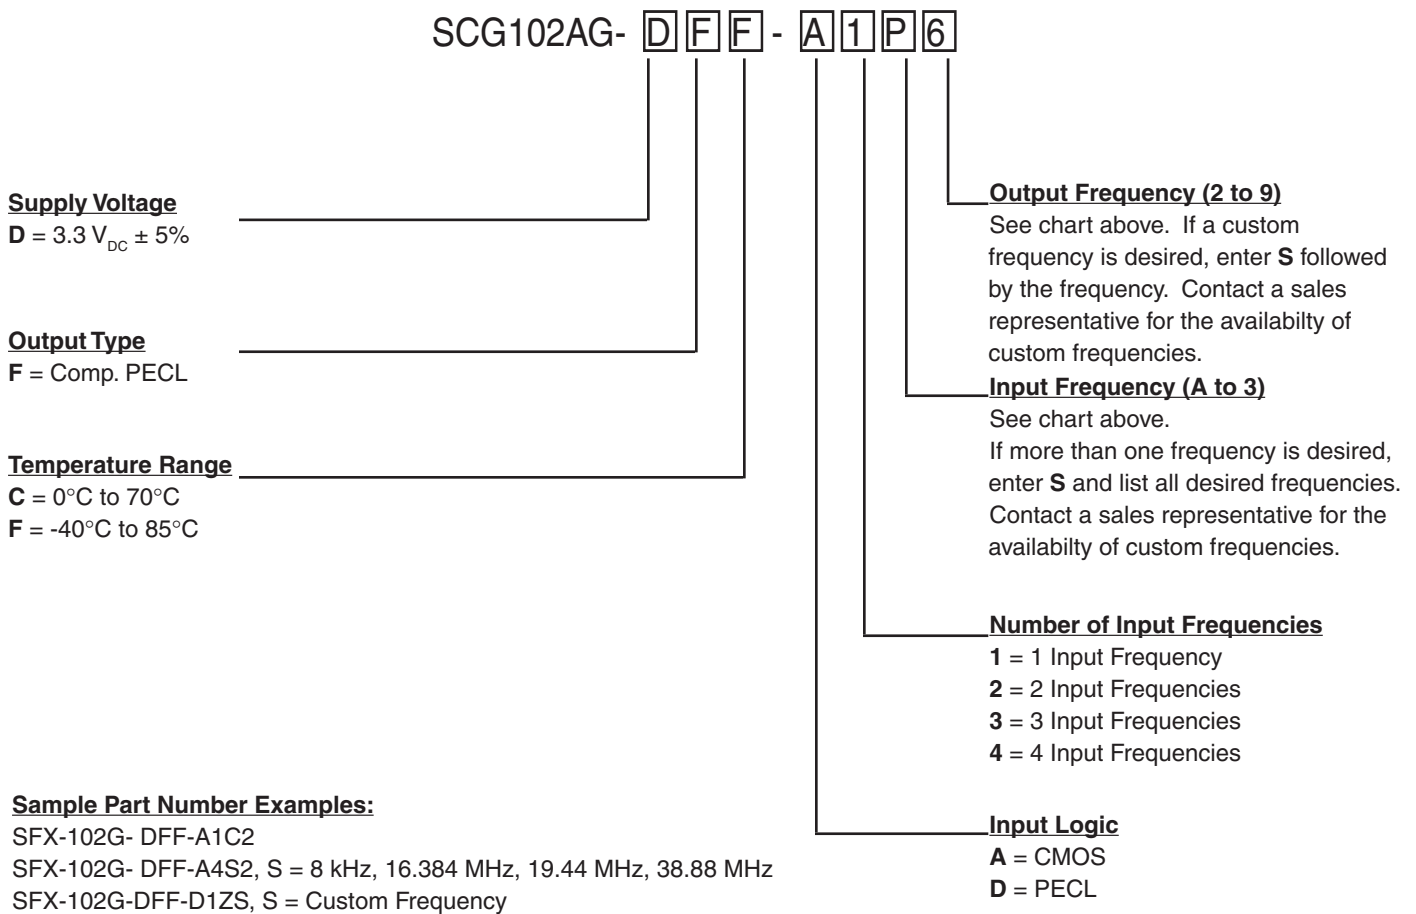 SCG102AG- D F F - A 1 P 6
Supply Voltage
D = 3.3 VDC ± 5%
Output Type
F = Comp. PECL
Temperature Range
C = 0°C to 70°C
F = -40°C to 85°C
Output Frequency (2 to 9)
See chart above. If a custom
frequency is desired, enter S followed
by the frequency. Contact a sales
representative for the availabilty of
custom frequencies.
Input Frequency (A to 3)
See chart above.
If more than one frequency is desired,
enter S and list all desired frequencies.
Contact a sales representative for the
availabilty of custom frequencies.
Number of Input Frequencies
1 = 1 Input Frequency
2 = 2 Input Frequencies
3 = 3 Input Frequencies
4 = 4 Input Frequencies
Input Logic
A = CMOS
D = PECL
Sample Part Number Examples:
SFX-102G- DFF-A1C2
SFX-102G- DFF-A4S2, S = 8 kHz, 16.384 MHz, 19.44 MHz, 38.88 MHz
SFX-102G-DFF-D1ZS, S = Custom Frequency